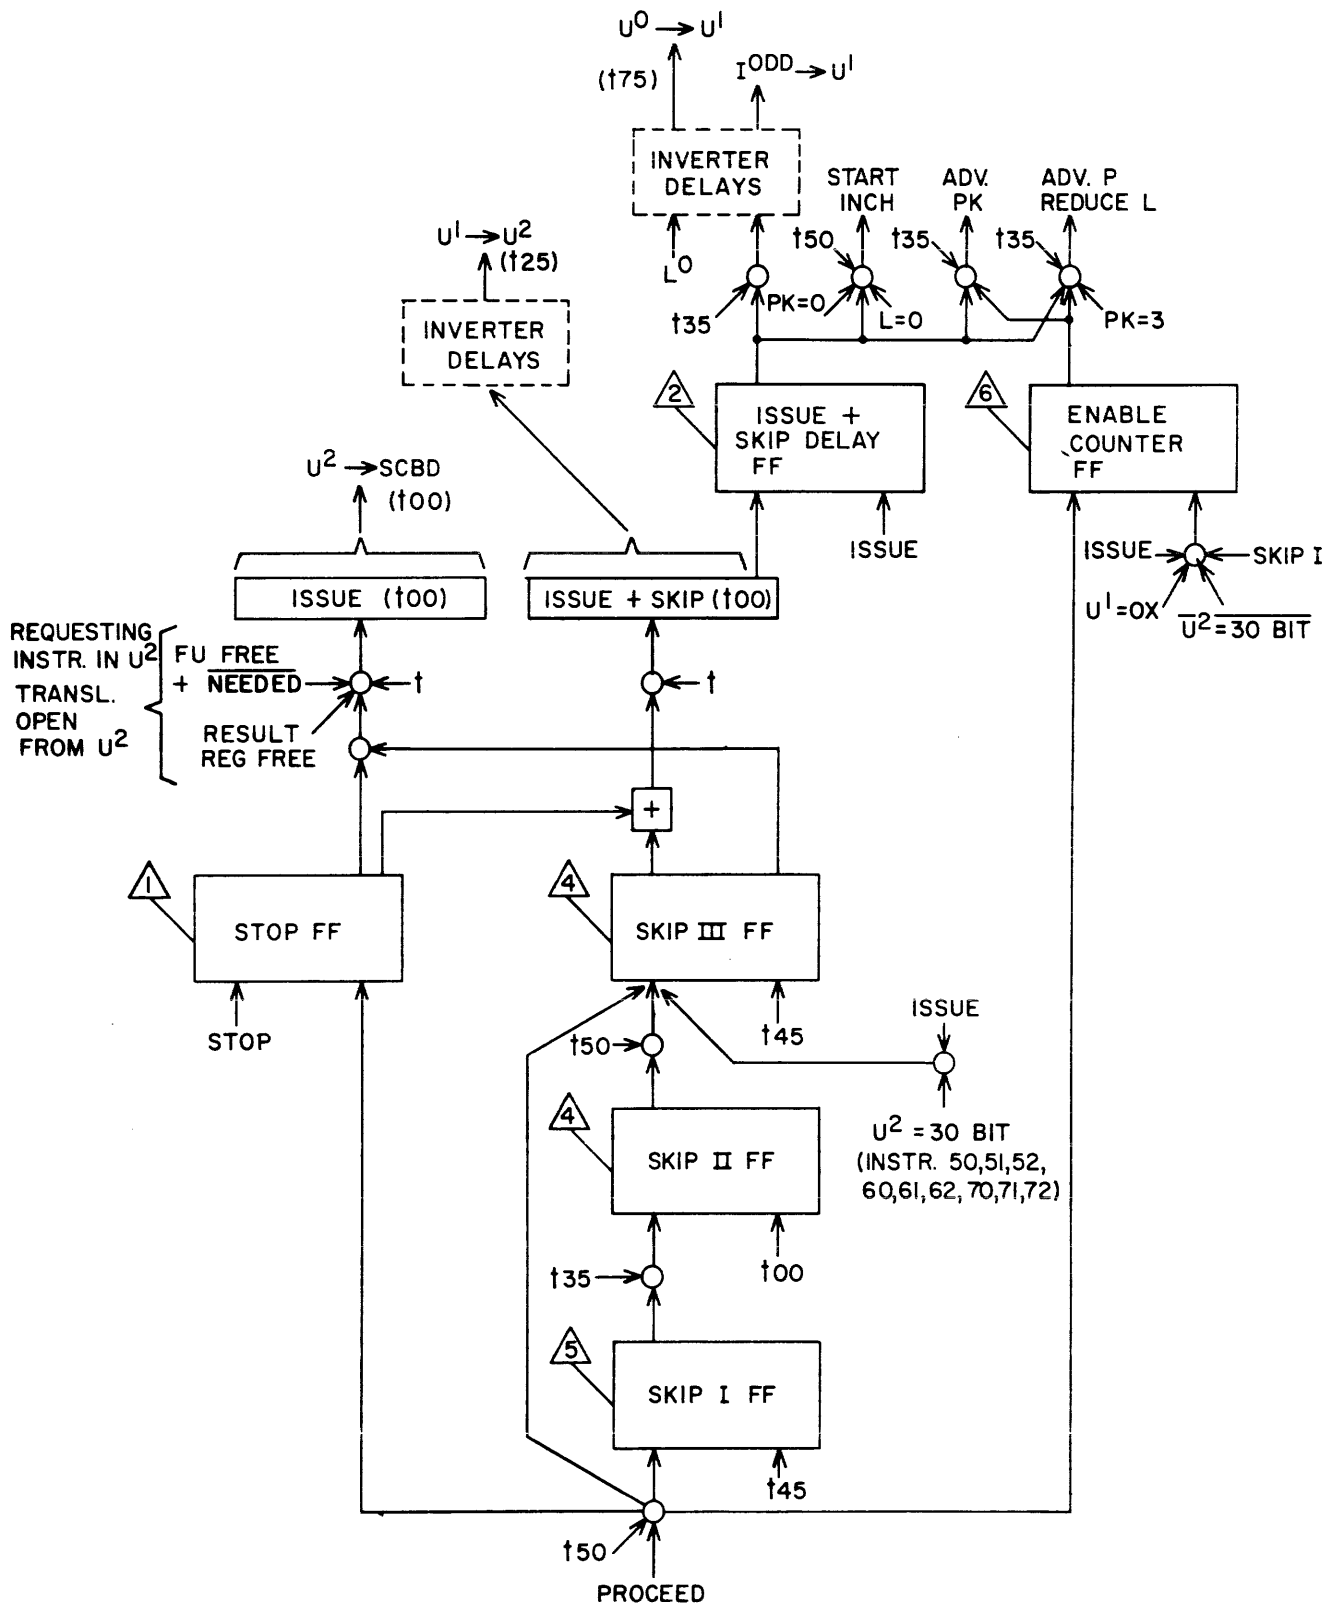 U⁰ → U¹
(t75)
I^ODD → U¹
INVERTER
DELAYS
START
INCH
ADV.
PK
ADV. P
REDUCE L
U¹ → U²
(t25)
L⁰
t50
t35
t35
t35
PK=0
L=0
PK=3
INVERTER
DELAYS
2
ISSUE +
SKIP DELAY
FF
6
ENABLE
COUNTER
FF
U² → SCBD
(t00)
ISSUE
ISSUE
SKIP I
U¹=0X
U²=30 BIT
ISSUE (t00)
ISSUE + SKIP (t00)
REQUESTING
INSTR. IN U²
TRANSL.
OPEN
FROM U²
FU FREE
+ NEEDED
t
t
RESULT
REG FREE
+
1
STOP FF
4
SKIP III FF
STOP
t50
t45
ISSUE
4
SKIP II FF
U² = 30 BIT
(INSTR. 50,51,52,
60,61,62,70,71,72)
t35
t00
5
SKIP I FF
t45
t50
PROCEED